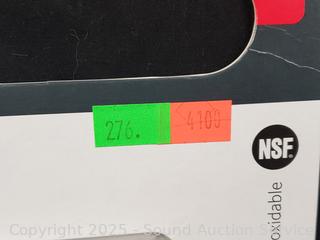 276.
4100
NSF
oxidable
Copyright 2025 - Sound Auction Service